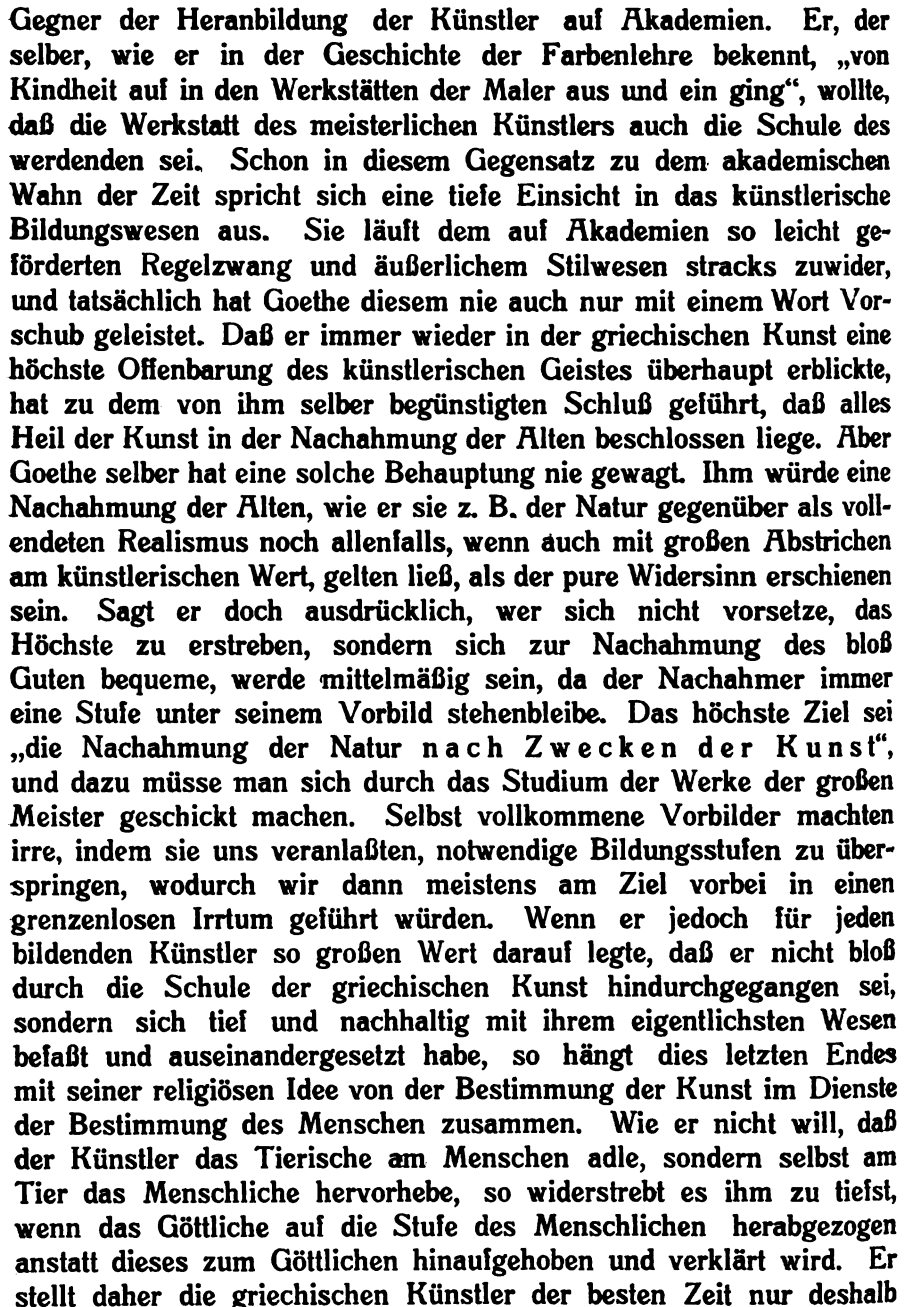 Gegner der Heranbildung der Künstler auf Akademien. Er, der
selber, wie er in der Geschichte der Farbenlehre bekennt, „von
Kindheit auf in den Werkstätten der Maler aus und ein ging“, wollte,
daß die Werkstatt des meisterlichen Künstlers auch die Schule des
werdenden sei. Schon in diesem Gegensatz zu dem akademischen
Wahn der Zeit spricht sich eine tiefe Einsicht in das künstlerische
Bildungswesen aus. Sie läuft dem auf Akademien so leicht ge-
förderten Regelzwang und äußerlichem Stilwesen stracks zuwider,
und tatsächlich hat Goethe diesem nie auch nur mit einem Wort Vor-
schub geleistet. Daß er immer wieder in der griechischen Kunst eine
höchste Offenbarung des künstlerischen Geistes überhaupt erblickte,
hat zu dem von ihm selber begünstigten Schluß geführt, daß alles
Heil der Kunst in der Nachahmung der Alten beschlossen liege. Aber
Goethe selber hat eine solche Behauptung nie gewagt. Ihm würde eine
Nachahmung der Alten, wie er sie z. B. der Natur gegenüber als voll-
endeten Realismus noch allenfalls, wenn auch mit großen Abstrichen
am künstlerischen Wert, gelten ließ, als der pure Widersinn erschienen
sein. Sagt er doch ausdrücklich, wer sich nicht vorsetze, das
Höchste zu erstreben, sondern sich zur Nachahmung des bloß
Guten bequeme, werde mittelmäßig sein, da der Nachahmer immer
eine Stufe unter seinem Vorbild stehenbleibe. Das höchste Ziel sei
„die Nachahmung der Natur nach Zwecken der Kunst“,
und dazu müsse man sich durch das Studium der Werke der großen
Meister geschickt machen. Selbst vollkommene Vorbilder machten
irre, indem sie uns veranlaßten, notwendige Bildungsstufen zu über-
springen, wodurch wir dann meistens am Ziel vorbei in einen
grenzenlosen Irrtum geführt würden. Wenn er jedoch für jeden
bildenden Künstler so großen Wert darauf legte, daß er nicht bloß
durch die Schule der griechischen Kunst hindurchgegangen sei,
sondern sich tief und nachhaltig mit ihrem eigentlichsten Wesen
befaßt und auseinandergesetzt habe, so hängt dies letzten Endes
mit seiner religiösen Idee von der Bestimmung der Kunst im Dienste
der Bestimmung des Menschen zusammen. Wie er nicht will, daß
der Künstler das Tierische am Menschen adle, sondern selbst am
Tier das Menschliche hervorhebe, so widerstrebt es ihm zu tiefst,
wenn das Göttliche auf die Stufe des Menschlichen herabgezogen
anstatt dieses zum Göttlichen hinaufgehoben und verklärt wird. Er
stellt daher die griechischen Künstler der besten Zeit nur deshalb